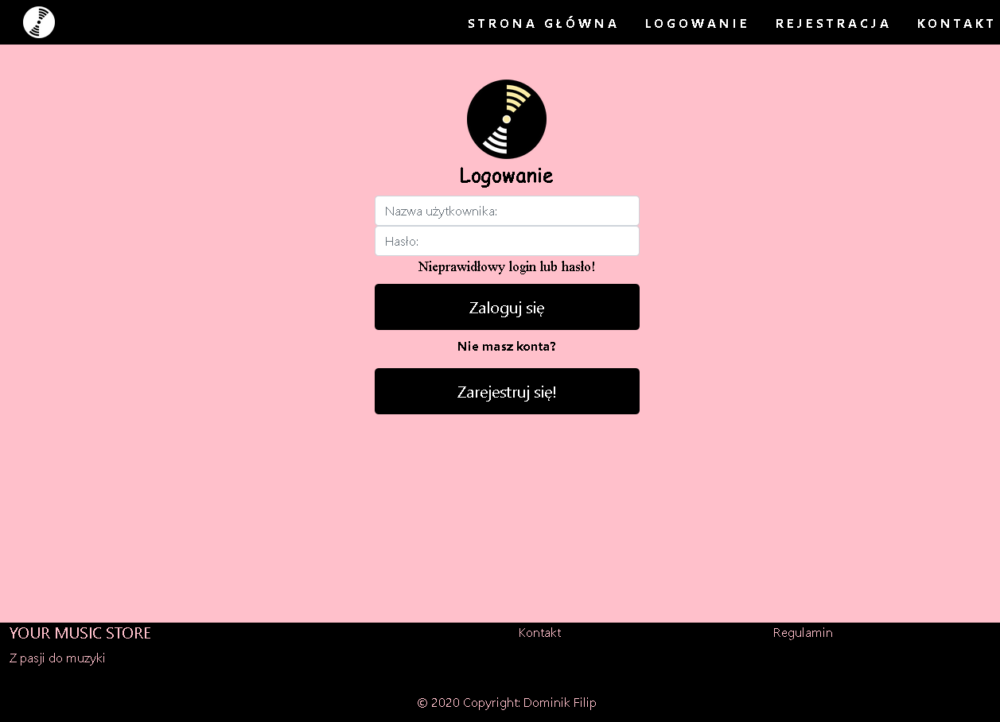 STRONA GŁÓWNA LOGOWANIE REJESTRACJA KONTAKT
Logowanie
Nazwa użytkownika:
Hasło:
Nieprawidłowy login lub hasło!
Zaloguj się
Nie masz konta?
Zarejestruj się!
YOUR MUSIC STORE Kontakt Regulamin
Z pasji do muzyki
© 2020 Copyright: Dominik Filip